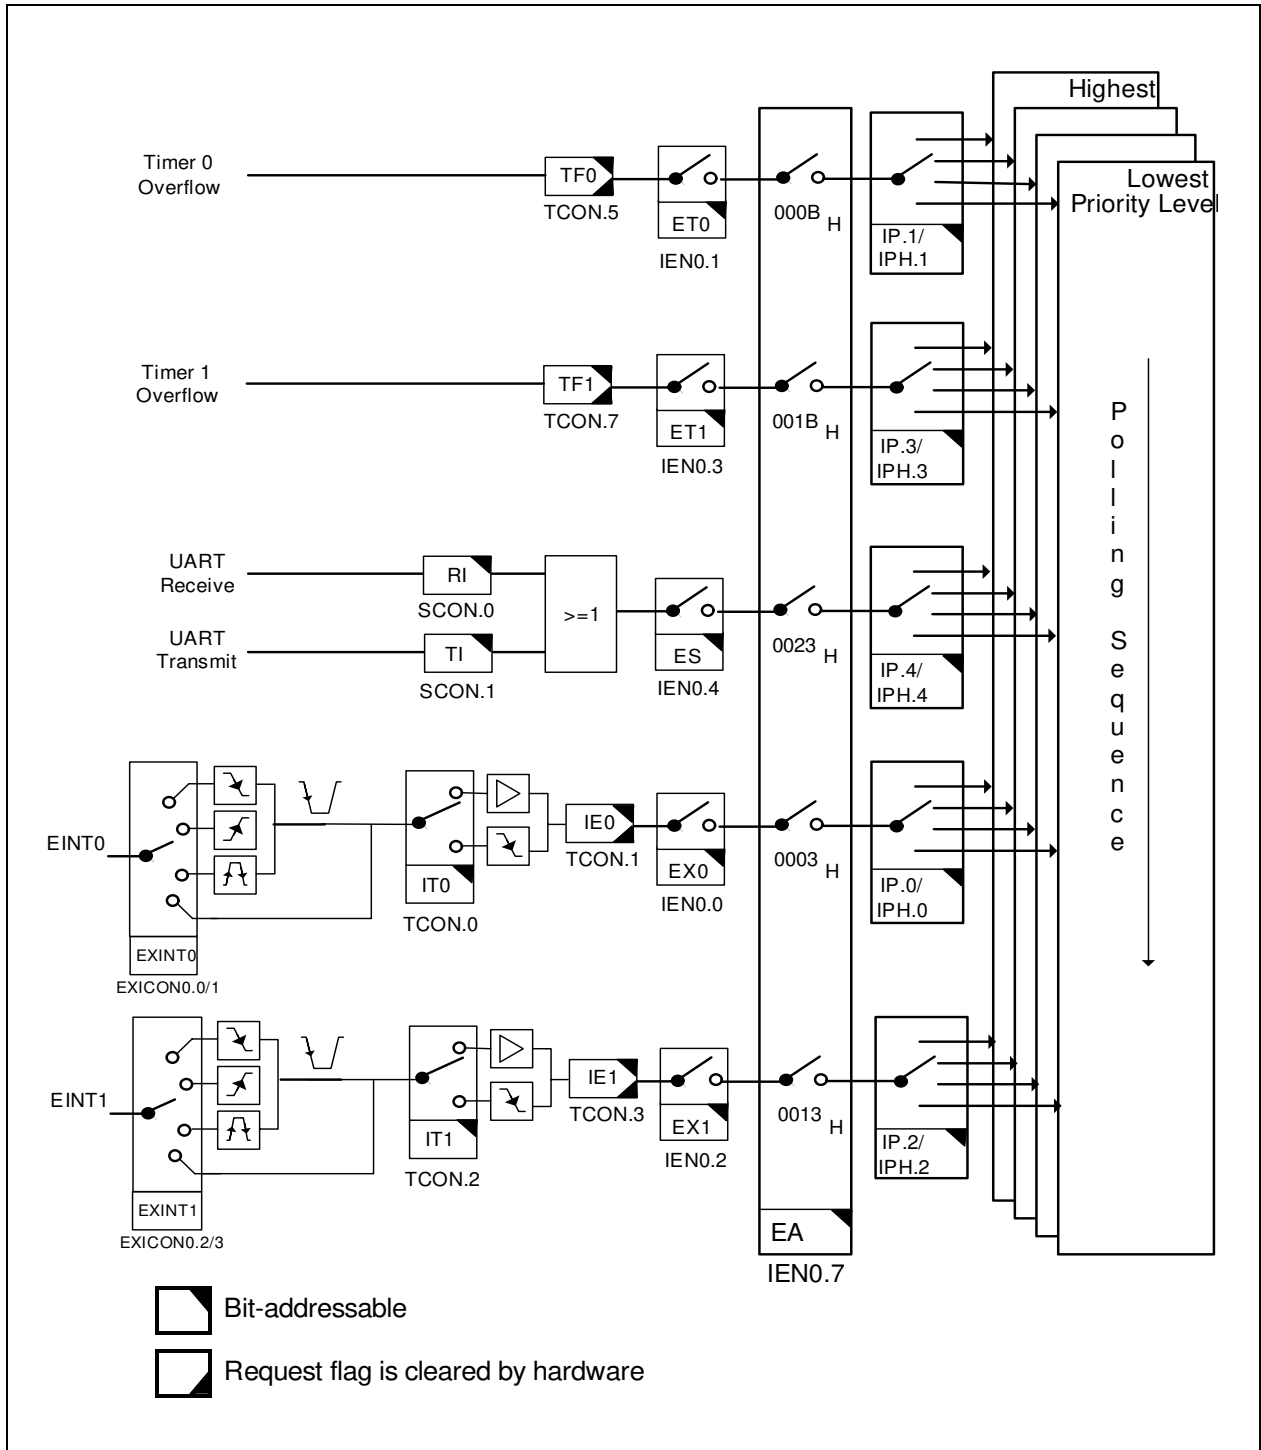 Highest
Lowest
Priority Level
Timer 0
Overflow
TF0
TCON.5
ET0
IEN0.1
000B H
IP.1/
IPH.1
Timer 1
Overflow
TF1
TCON.7
ET1
IEN0.3
001B H
IP.3/
IPH.3
Polling Sequence
UART
Receive
RI
SCON.0
UART
Transmit
TI
SCON.1
>=1
ES
IEN0.4
0023 H
IP.4/
IPH.4
EINT0
EXINT0
EXICON0.0/1
IT0
TCON.0
IE0
TCON.1
EX0
IEN0.0
0003 H
IP.0/
IPH.0
EINT1
EXINT1
EXICON0.2/3
IT1
TCON.2
IE1
TCON.3
EX1
IEN0.2
0013 H
IP.2/
IPH.2
EA
IEN0.7
Bit-addressable
Request flag is cleared by hardware